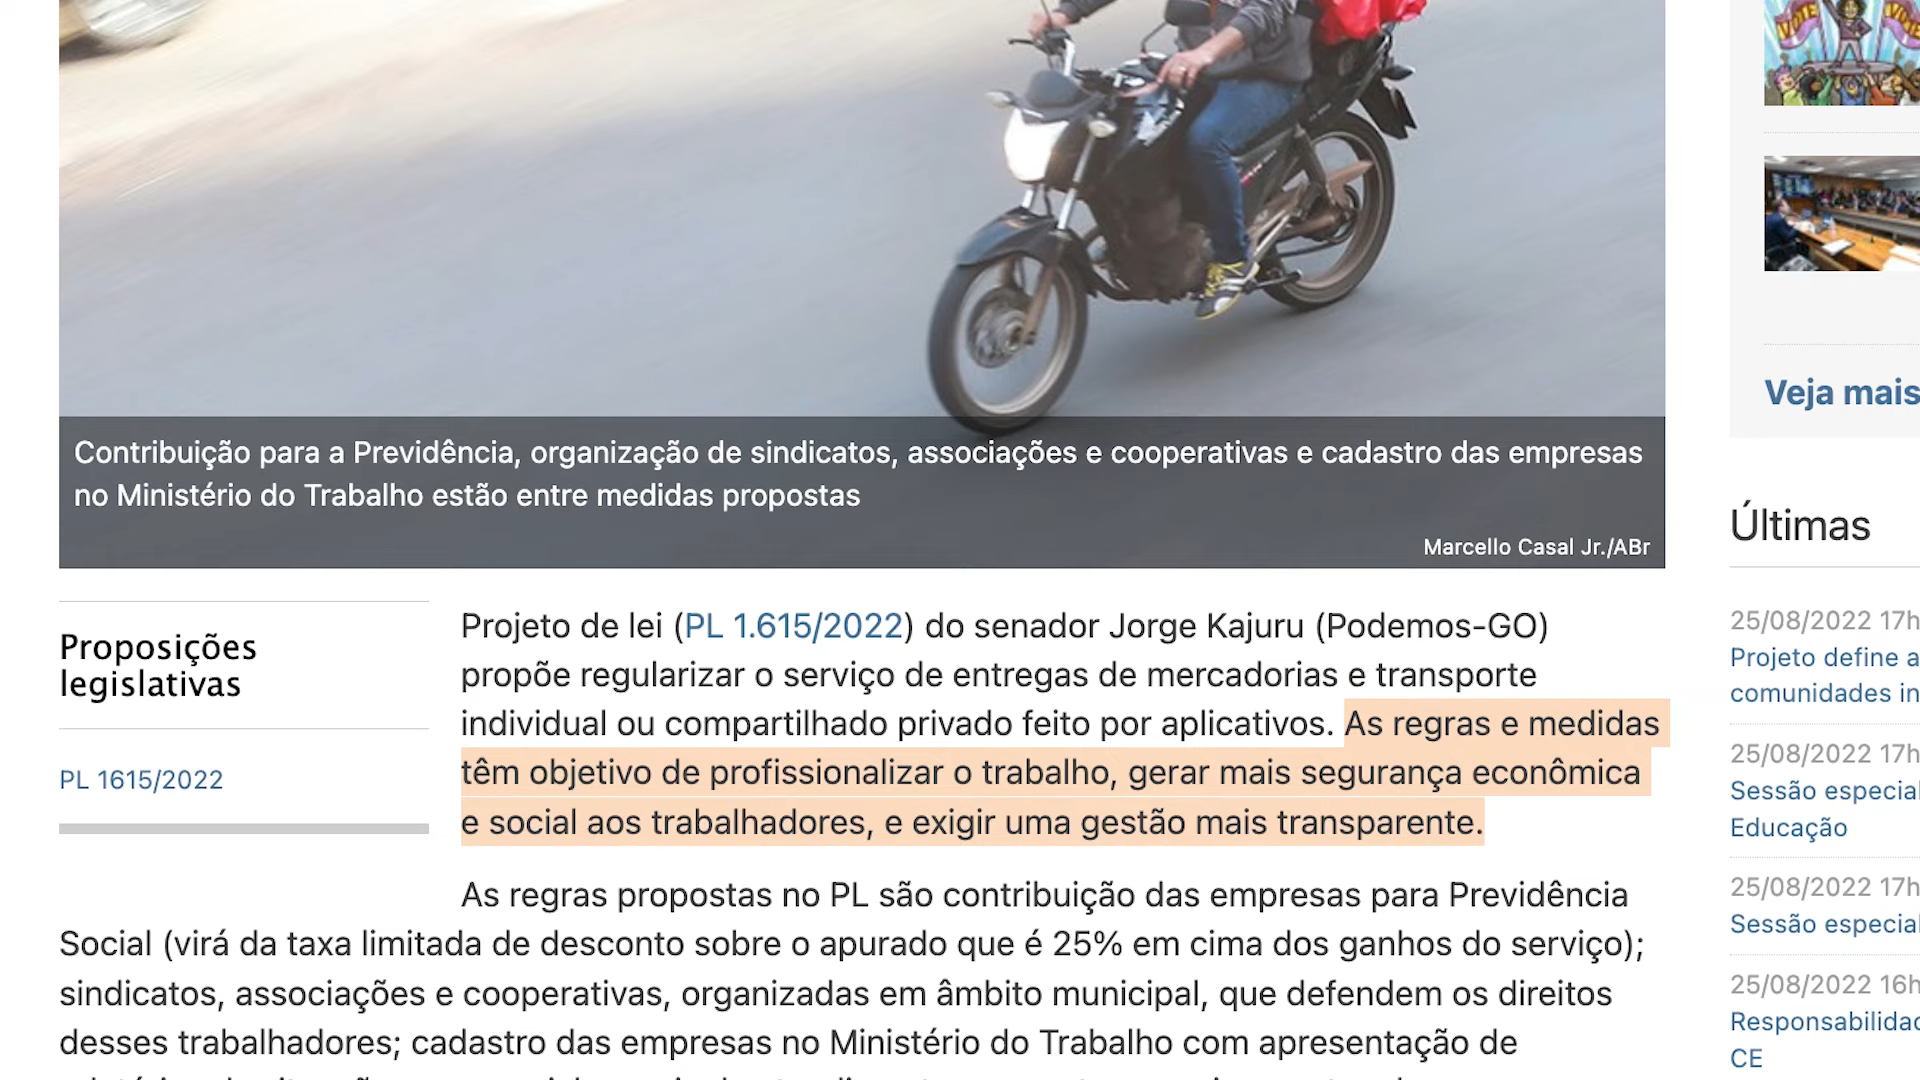 Contribuição para a Previdência, organização de sindicatos, associações e cooperativas e cadastro das empresas
no Ministério do Trabalho estão entre medidas propostas
Marcello Casal Jr./ABr
Proposições
legislativas
PL 1615/2022
Projeto de lei (PL 1.615/2022) do senador Jorge Kajuru (Podemos-GO)
propõe regularizar o serviço de entregas de mercadorias e transporte
individual ou compartilhado privado feito por aplicativos. As regras e medidas
têm objetivo de profissionalizar o trabalho, gerar mais segurança econômica
e social aos trabalhadores, e exigir uma gestão mais transparente.
As regras propostas no PL são contribuição das empresas para Previdência
Social (virá da taxa limitada de desconto sobre o apurado que é 25% em cima dos ganhos do serviço);
sindicatos, associações e cooperativas, organizadas em âmbito municipal, que defendem os direitos
desses trabalhadores; cadastro das empresas no Ministério do Trabalho com apresentação de
Veja mais
Últimas
25/08/2022 17h
Projeto define a
comunidades in
25/08/2022 17h
Sessão especial
Educação
25/08/2022 17h
Sessão especial
25/08/2022 16h
Responsabilidad
CE